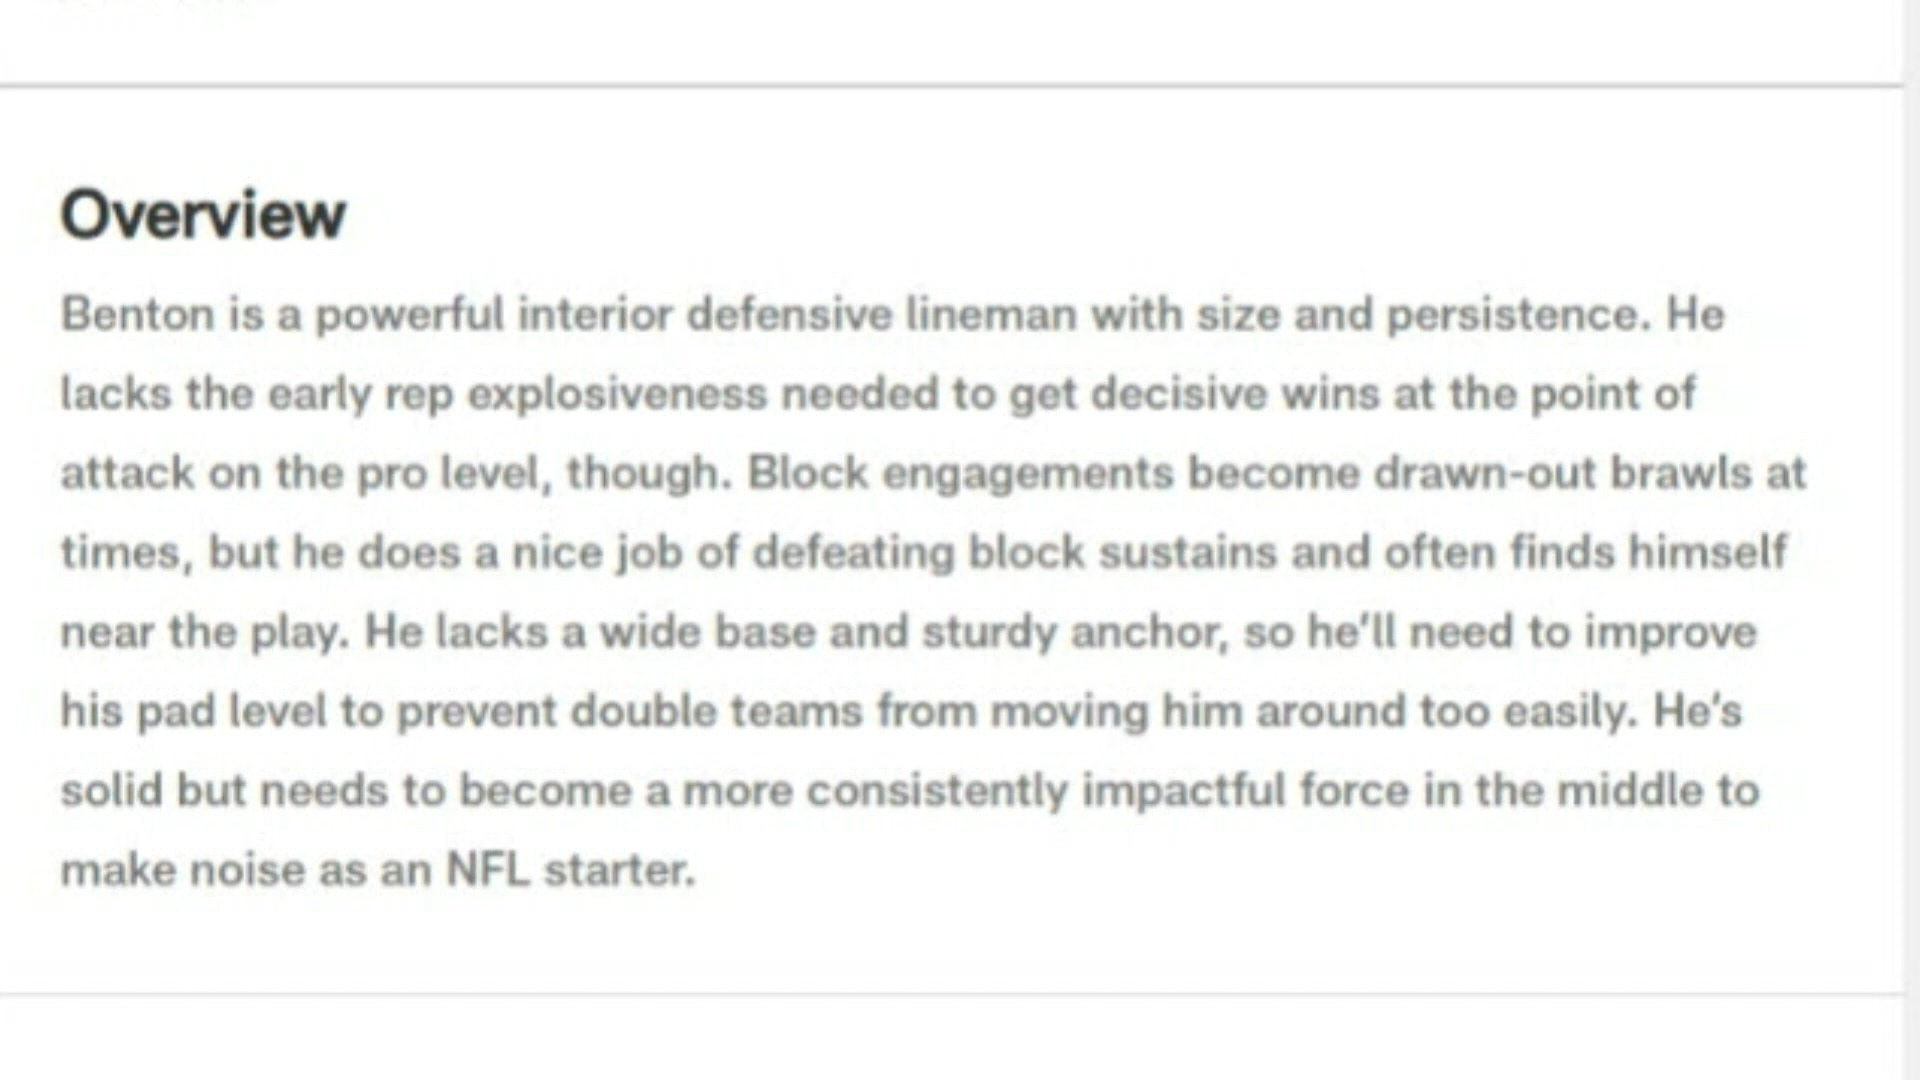 Overview
Benton is a powerful interior defensive lineman with size and persistence. He
lacks the early rep explosiveness needed to get decisive wins at the point of
attack on the pro level, though. Block engagements become drawn-out brawls at
times, but he does a nice job of defeating block sustains and often finds himself
near the play. He lacks a wide base and sturdy anchor, so he’ll need to improve
his pad level to prevent double teams from moving him around too easily. He’s
solid but needs to become a more consistently impactful force in the middle to
make noise as an NFL starter.